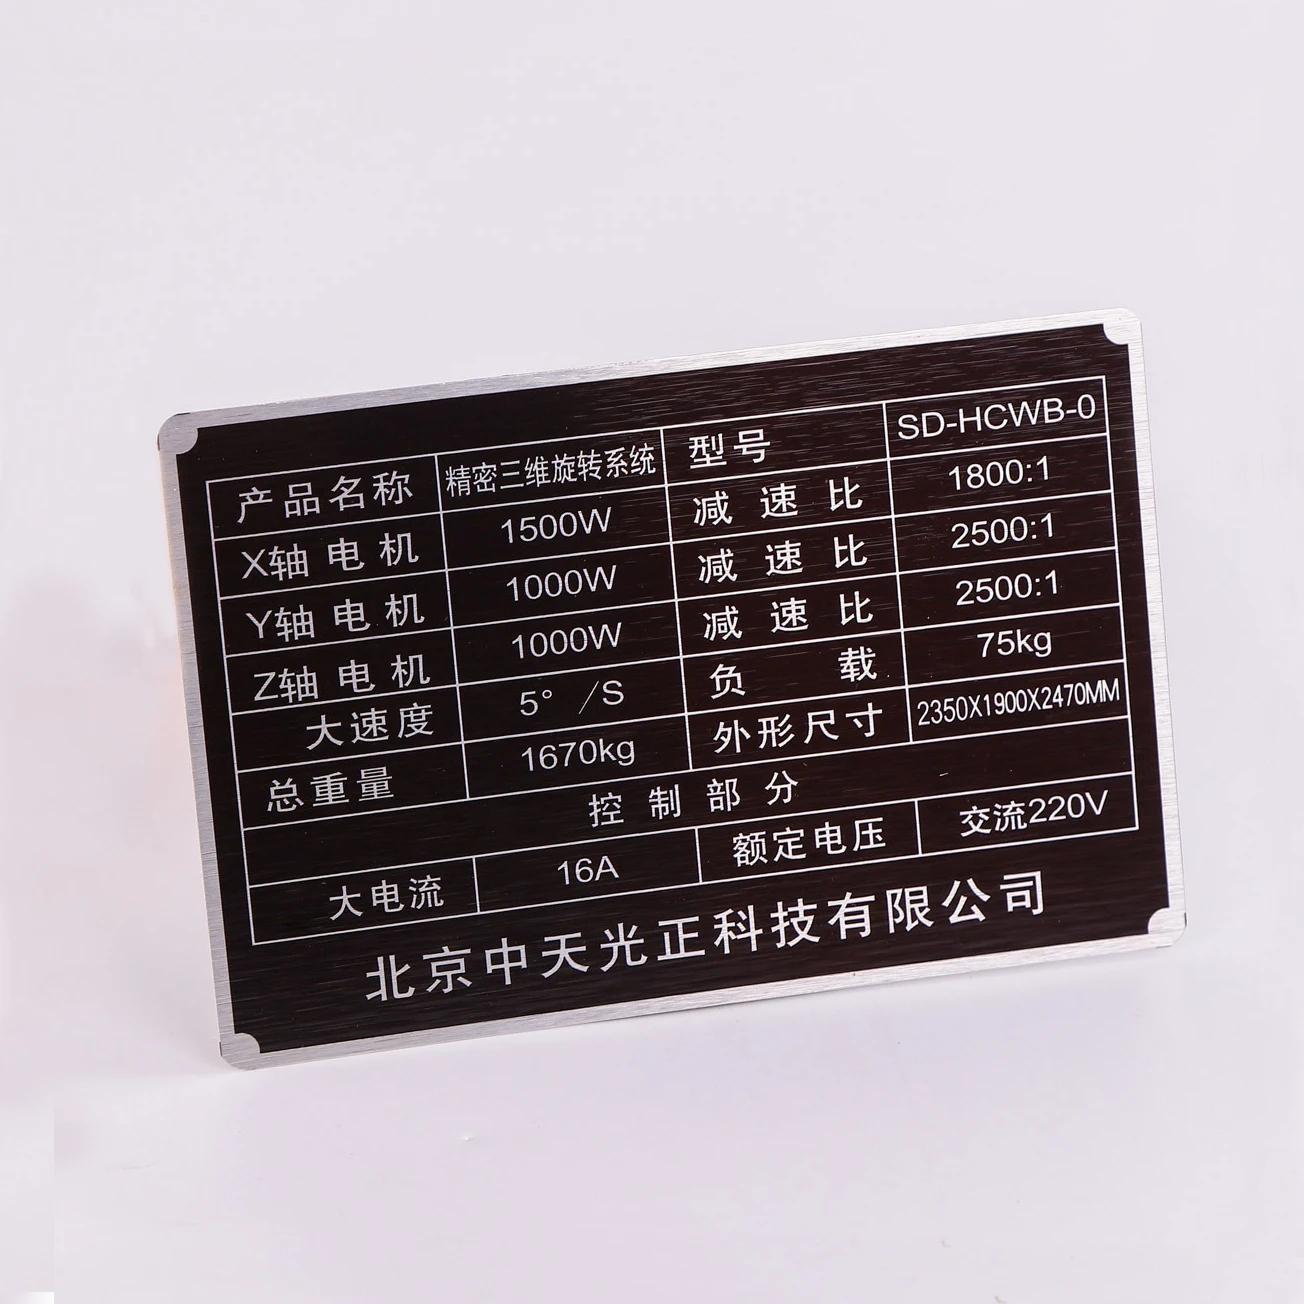 产品名称 精密三维旋转系统 型号 SD-HCWB-0
X轴电机 1500W 减速比 1800:1
Y轴电机 1000W 减速比 2500:1
Z轴电机 1000W 减速比 2500:1
大速度 5° /S 负载 75kg
总重量 1670kg 外形尺寸 2350X1900X2470MM
控制部分
大电流 16A 额定电压 交流220V
北京中天光正科技有限公司